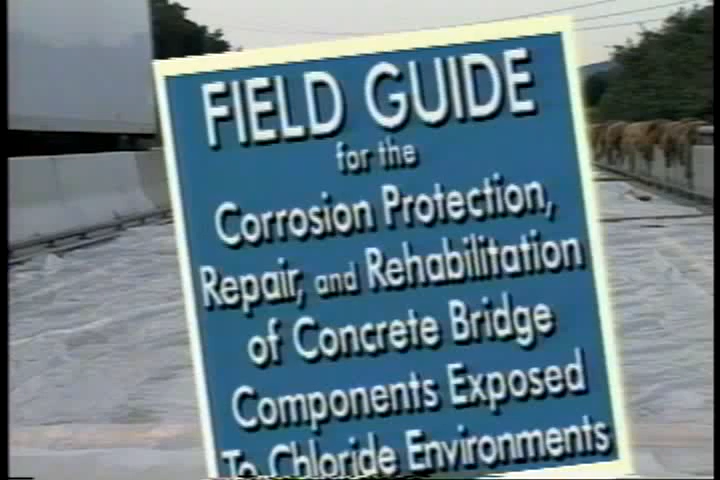 FIELD GUIDE
for the
Corrosion Protection,
Repair, and Rehabilitation
of Concrete Bridge
Components Exposed
To Chloride Environments